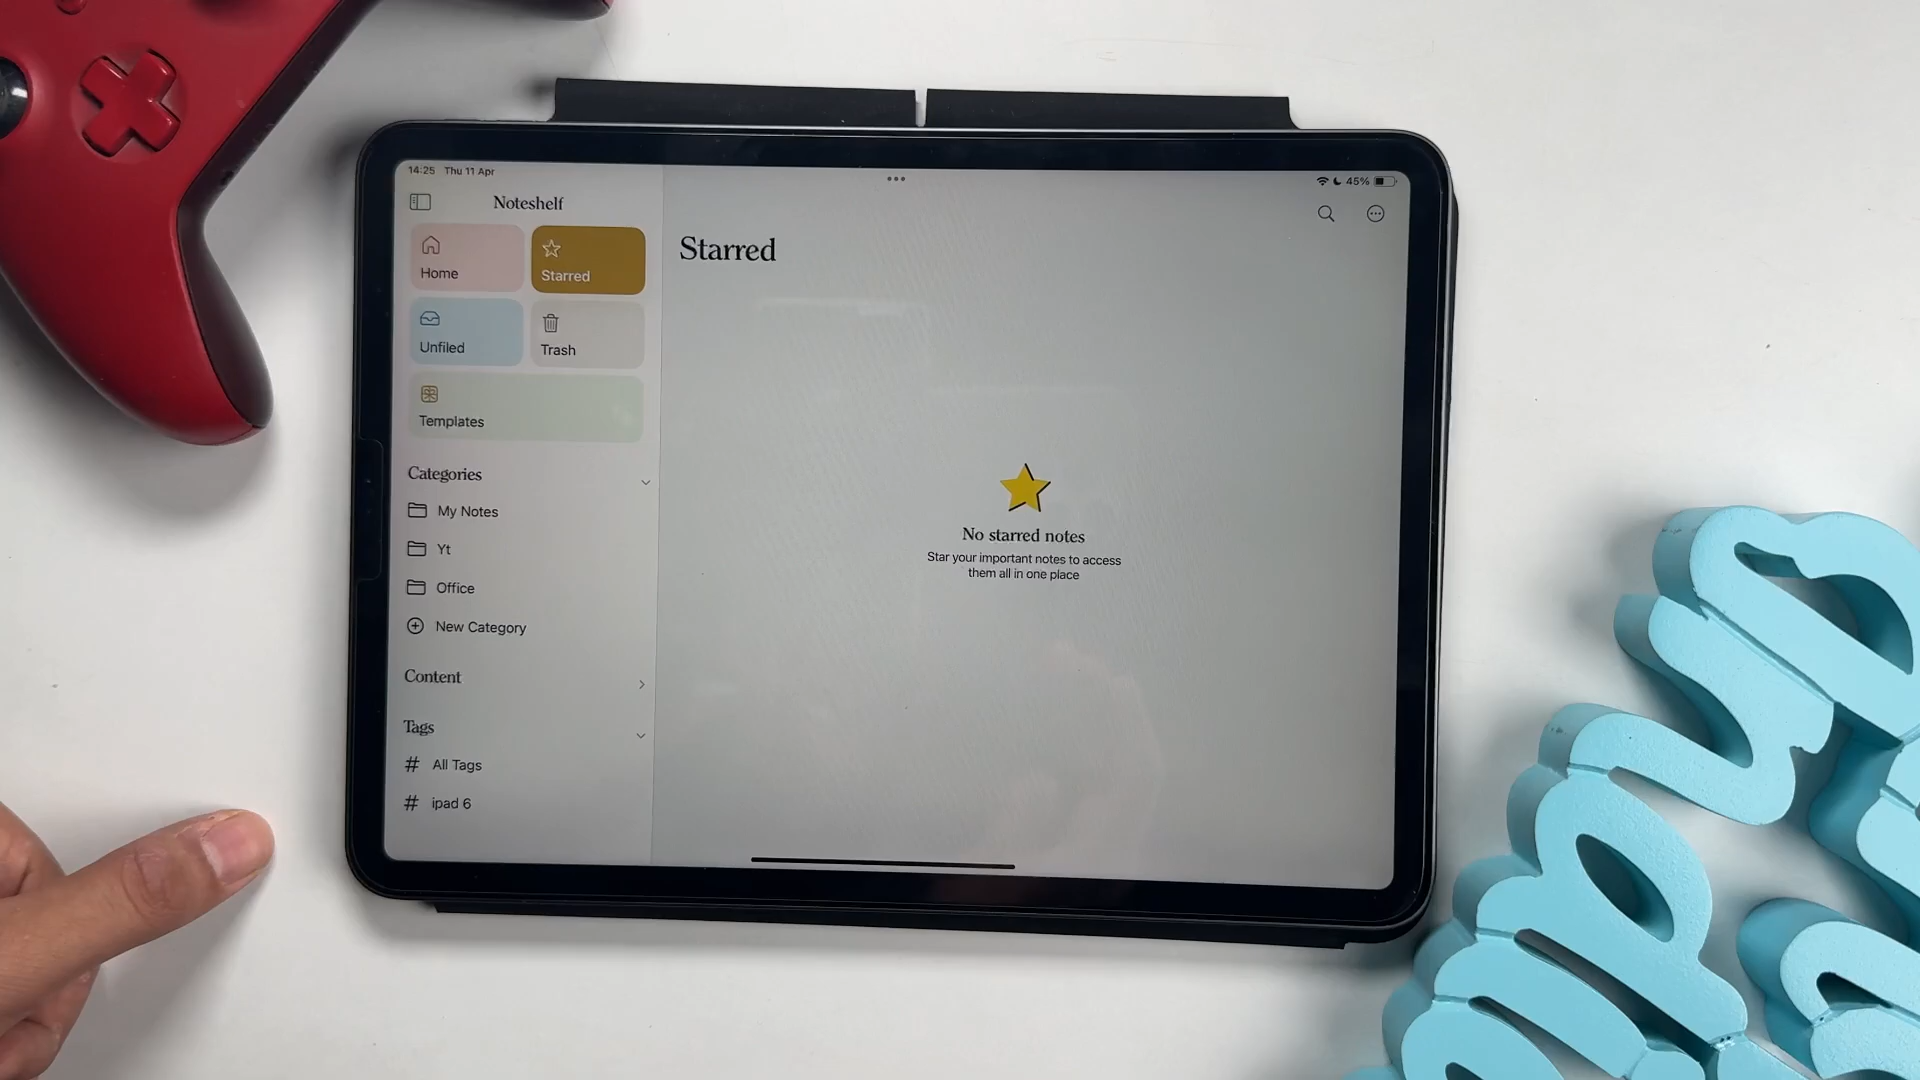 14:25 Thu 11 Apr
45%
Noteshelf
Home
Starred
Unfiled
Trash
Templates
Categories
My Notes
Yt
Office
New Category
Content
Tags
# All Tags
# ipad 6
Starred
No starred notes
Star your important notes to access
them all in one place